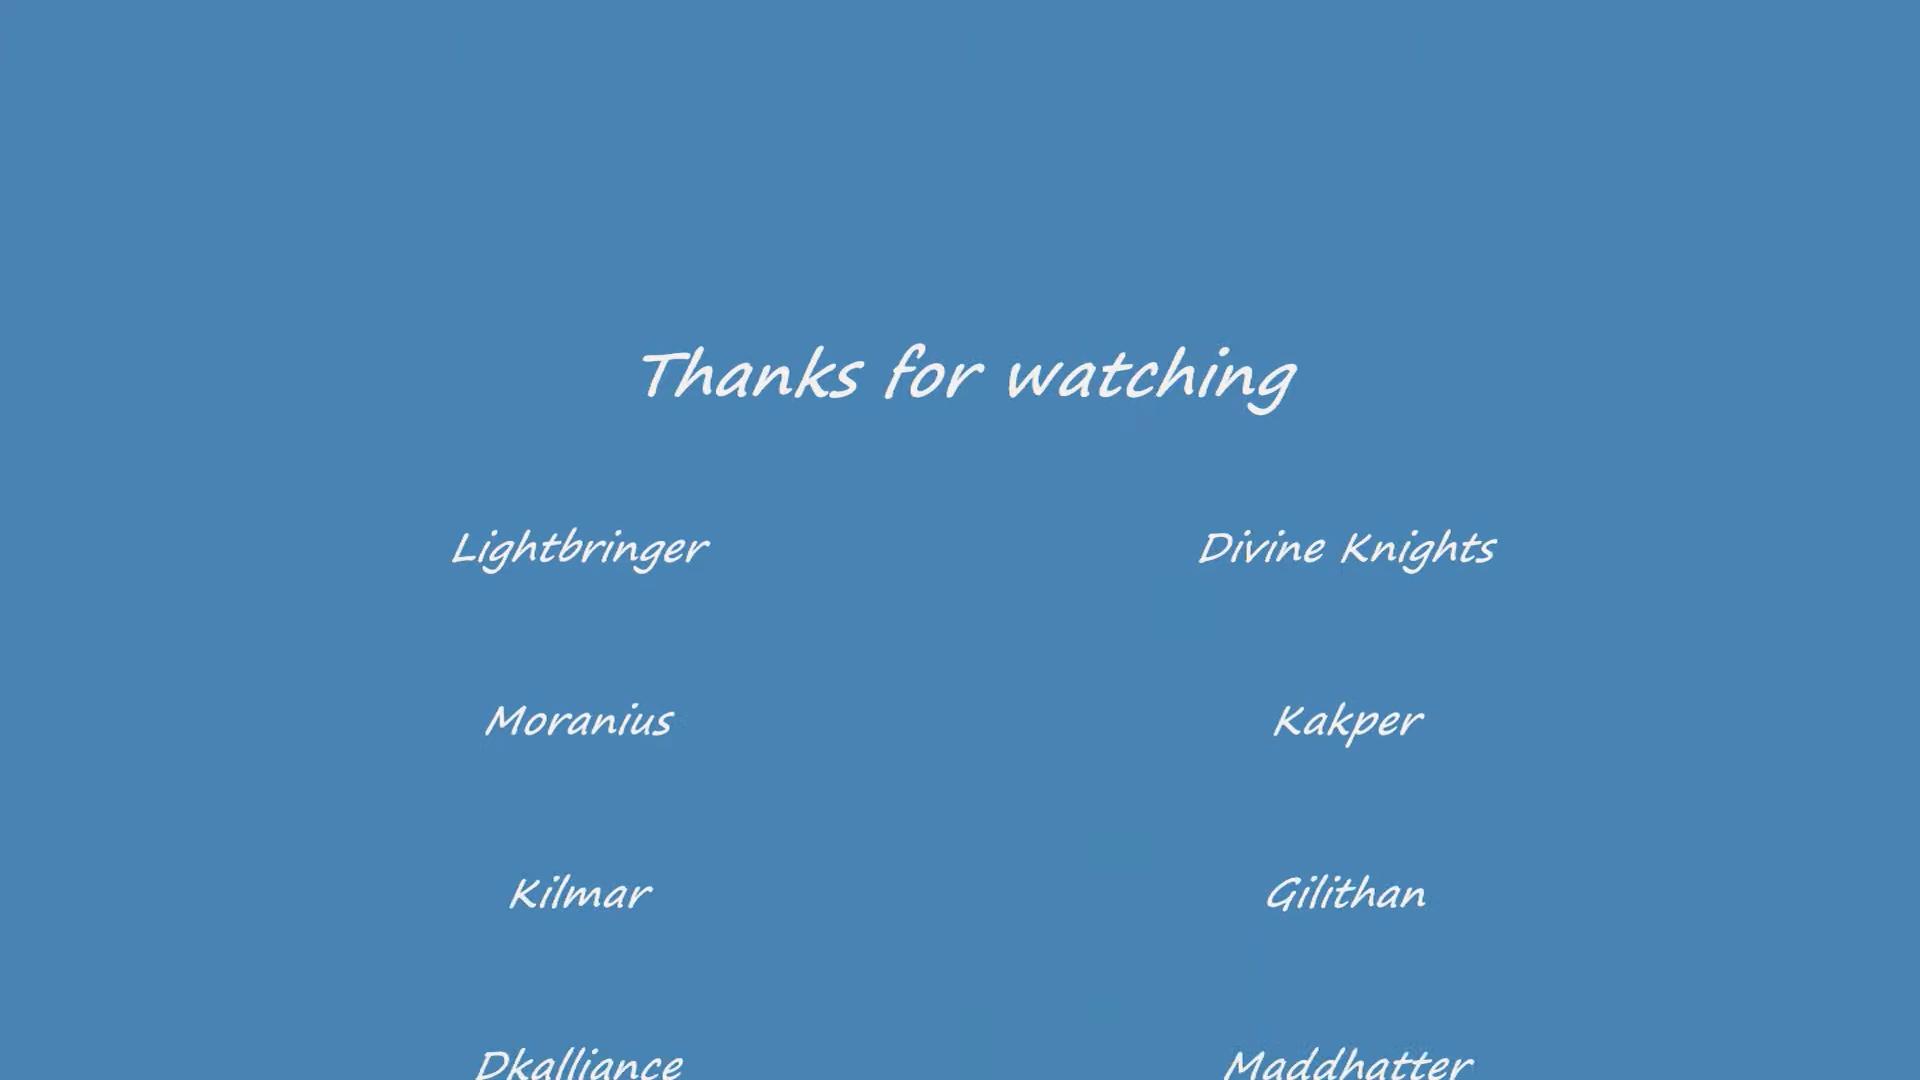 Thanks for watching
Lightbringer Divine Knights
Moranius Kakper
Kilmar Gilithan
Dkalliance Maddhatter